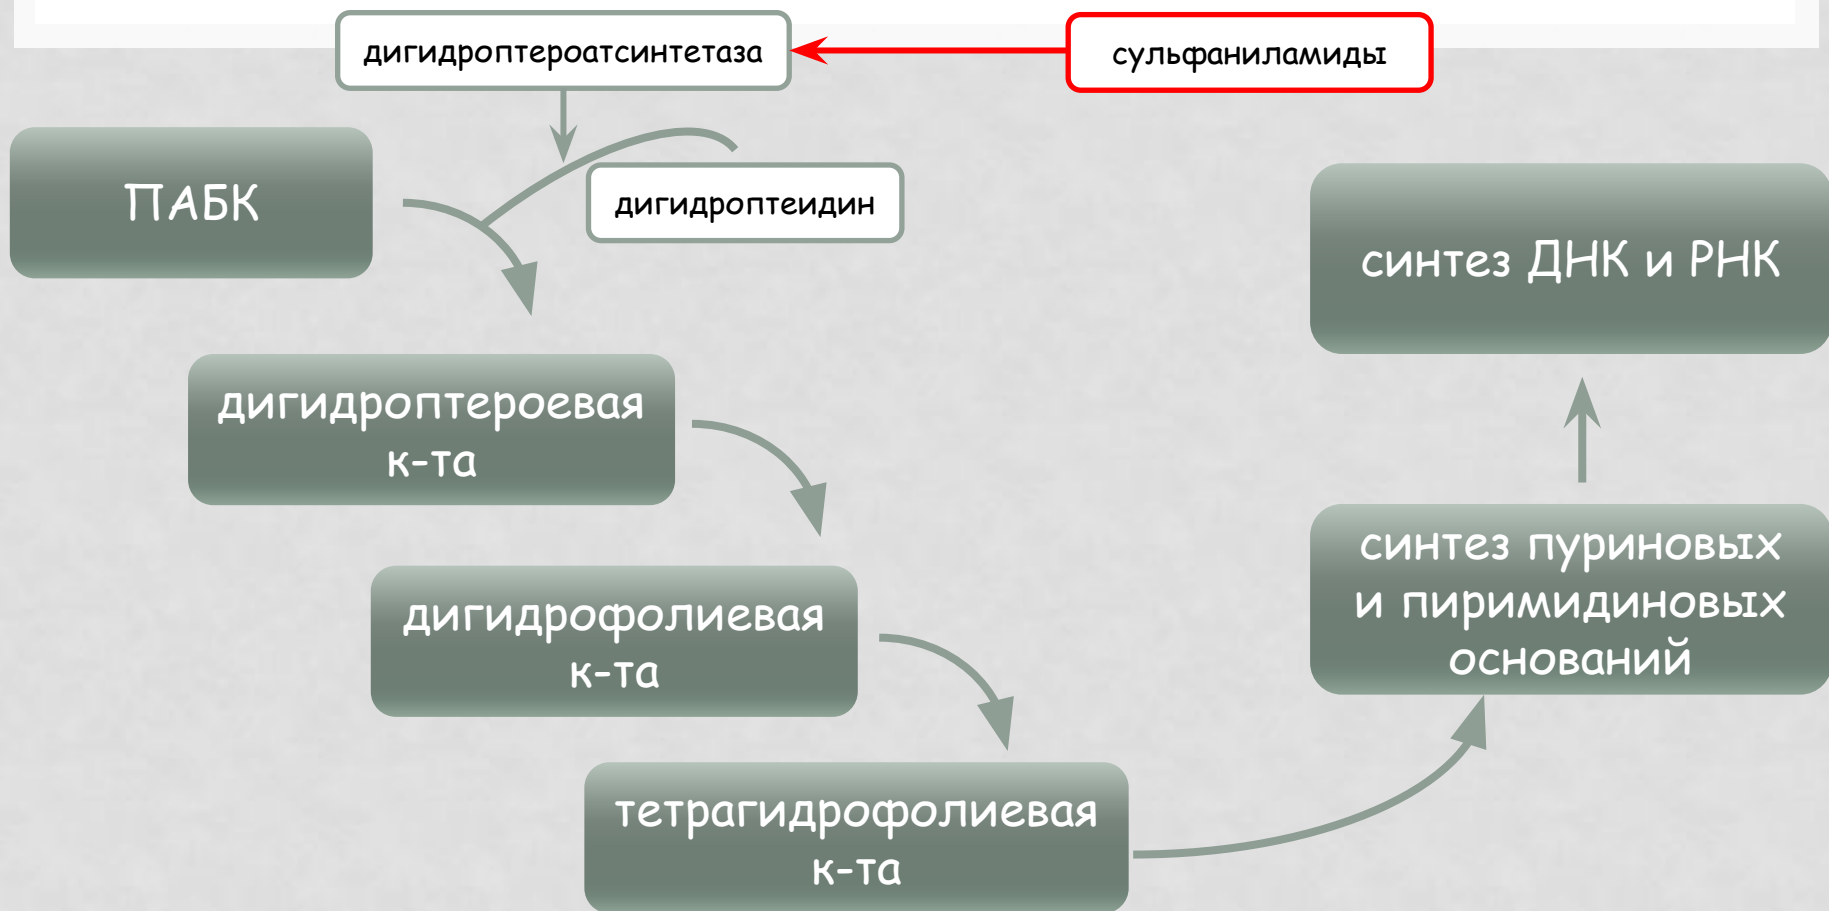 дигидроптероатсинтетаза
сульфаниламиды
ПАБК
дигидроптеидин
синтез ДНК и РНК
дигидроптероевая
к-та
синтез пуриновых
и пиримидиновых
оснований
дигидрофолиевая
к-та
тетрагидрофолиевая
к-та